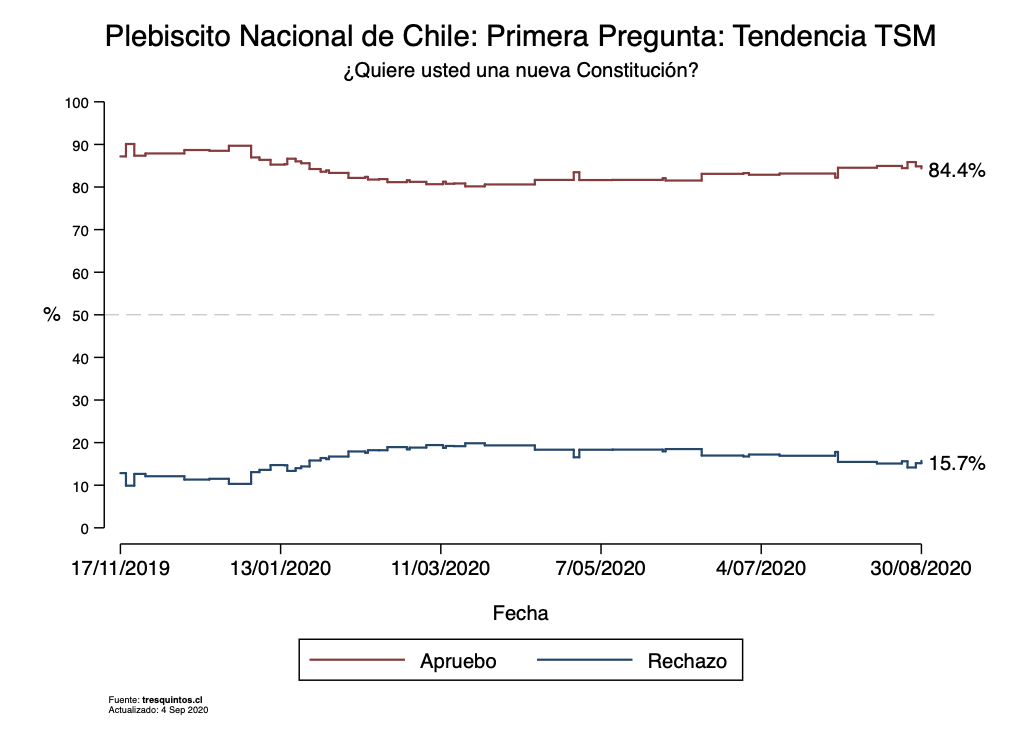 Plebiscito Nacional de Chile: Primera Pregunta: Tendencia TSM
¿Quiere usted una nueva Constitución?
100
90
84.4%
80
70
60
% 50
40
30
20
15.7%
10
0
17/11/2019 13/01/2020 11/03/2020 7/05/2020 4/07/2020 30/08/2020
Fecha
Apruebo Rechazo
Fuente: tresquintos.cl
Actualizado: 4 Sep 2020